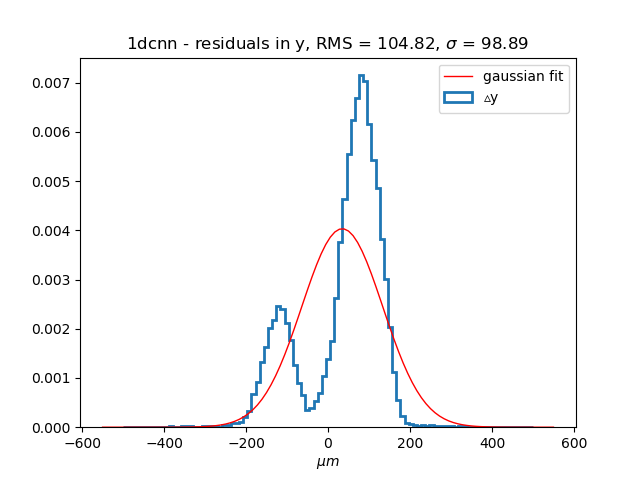 1dcnn - residuals in y, RMS = 104.82, σ = 98.89
gaussian fit
▵y
0.007
0.006
0.005
0.004
0.003
0.002
0.001
0.000
−600 −400 −200 0 200 400 600
μm